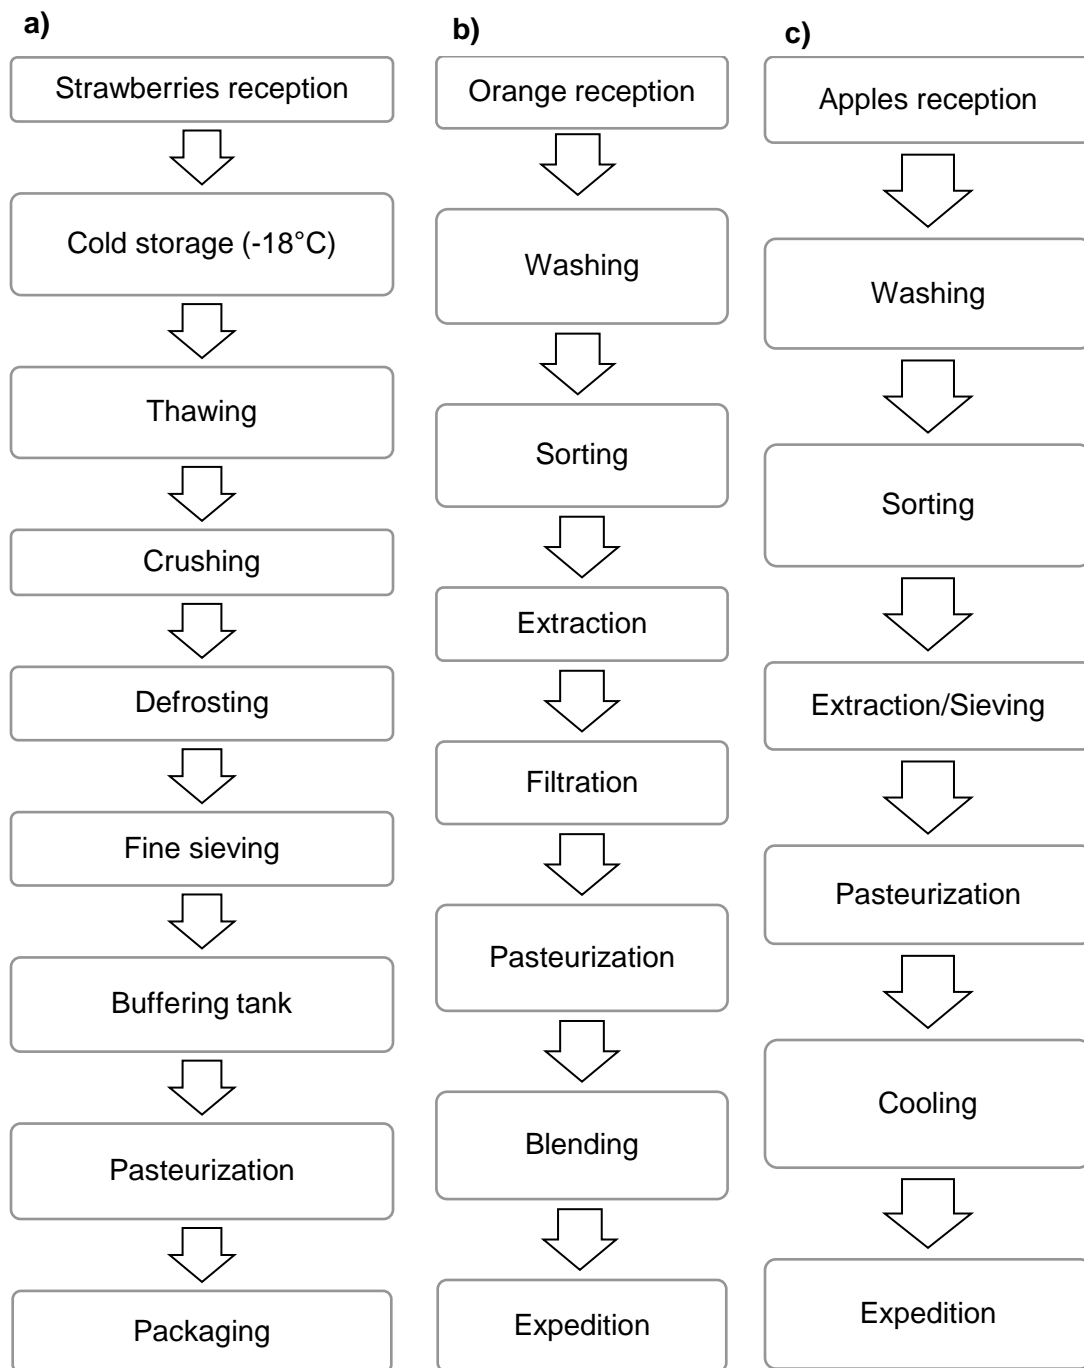 a)
Strawberries reception
Cold storage (-18°C)
Thawing
Crushing
Defrosting
Fine sieving
Buffering tank
Pasteurization
Packaging
b)
Orange reception
Washing
Sorting
Extraction
Filtration
Pasteurization
Blending
Expedition
c)
Apples reception
Washing
Sorting
Extraction/Sieving
Pasteurization
Cooling
Expedition